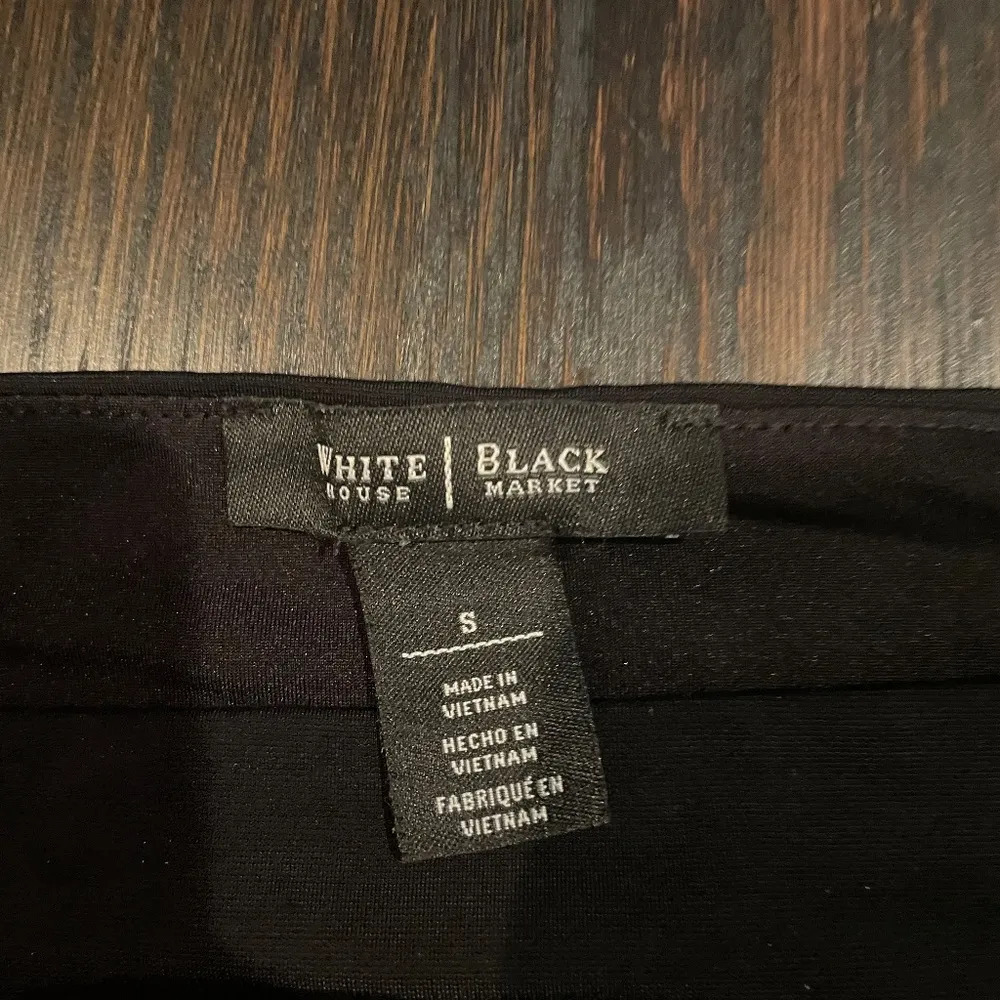 WHITE | BLACK
HOUSE MARKET
S
MADE IN
VIETNAM
HECHO EN
VIETNAM
FABRIQUÉ EN
VIETNAM